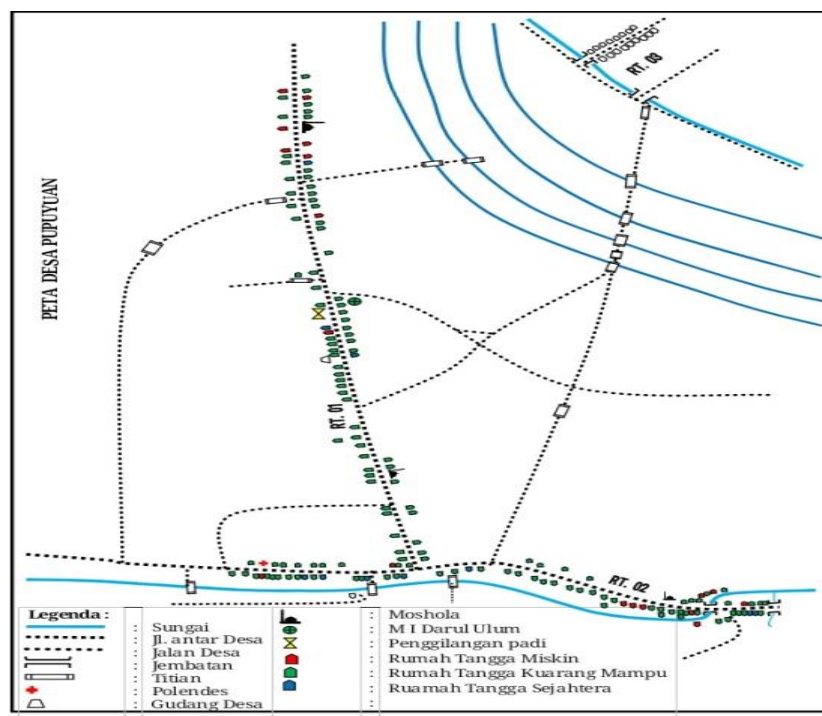 RT. 03
PETA DESA PUPUYUAN
RT. 01
RT. 02
Legenda :
: Sungai
: Jl. antar Desa
: Jalan Desa
: Jembatan
: Titian
: Polendes
: Gudang Desa
: Moshola
: M I Darul Ulum
: Penggilangan padi
: Rumah Tangga Miskin
: Rumah Tangga Kuarang Mampu
: Ruamah Tangga Sejahtera
: